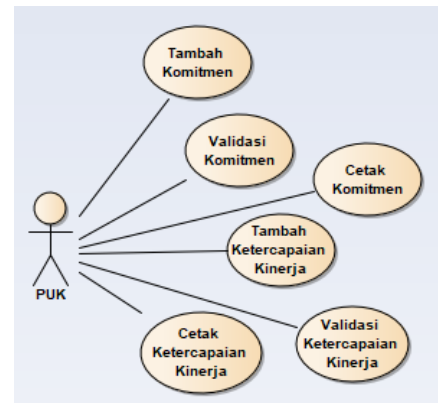 Tambah
Komitmen
Validasi
Komitmen
Cetak
Komitmen
Tambah
Ketercapaian
Kinerja
PUK
Cetak
Ketercapaian
Kinerja
Validasi
Ketercapaian
Kinerja